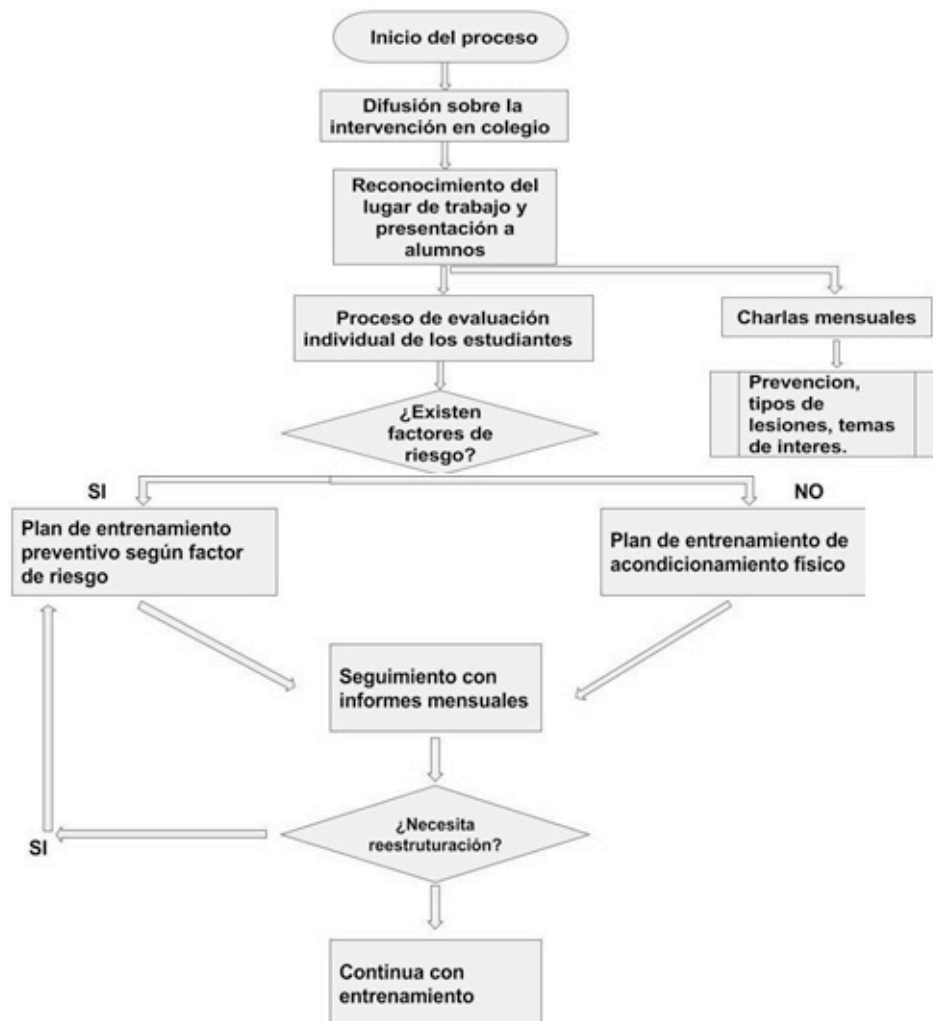 Inicio del proceso
Difusión sobre la
intervención en colegio
Reconocimiento del
lugar de trabajo y
presentación a
alumnos
Proceso de evaluación
individual de los estudiantes
Charlas mensuales
Prevencion,
tipos de
lesiones, temas
de interes.
¿Existen
factores de
riesgo?
SI
NO
Plan de entrenamiento
preventivo según factor
de riesgo
Plan de entrenamiento de
acondicionamiento físico
Seguimiento con
informes mensuales
¿Necesita
reestruturación?
SI
Continua con
entrenamiento